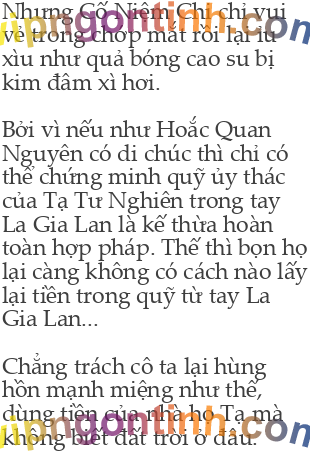 Nhưng Cố Niệm Chi chỉ vui
vẻ trong chớp mắt rồi lại iu
xìu như quả bóng cao su bị
kim đâm xì hơi.
Bởi vì nếu như Hoắc Quan
Nguyên có di chúc thì chỉ có
thể chứng minh quỹ ủy thác
của Tạ Tư Nghiên trong tay
La Gia Lan là kế thừa hoàn
toàn hợp pháp. Thế thì bọn họ
lại càng không có cách nào lấy
lại tiền trong quỹ từ tay La
Gia Lan...
Chẳng trách cô ta lại hùng
hồn mạnh miệng như thế,
dùng tiền của nhà họ Tạ mà
không biết đất trời ở đâu.
vipngontinh.com
vipngontinh.com